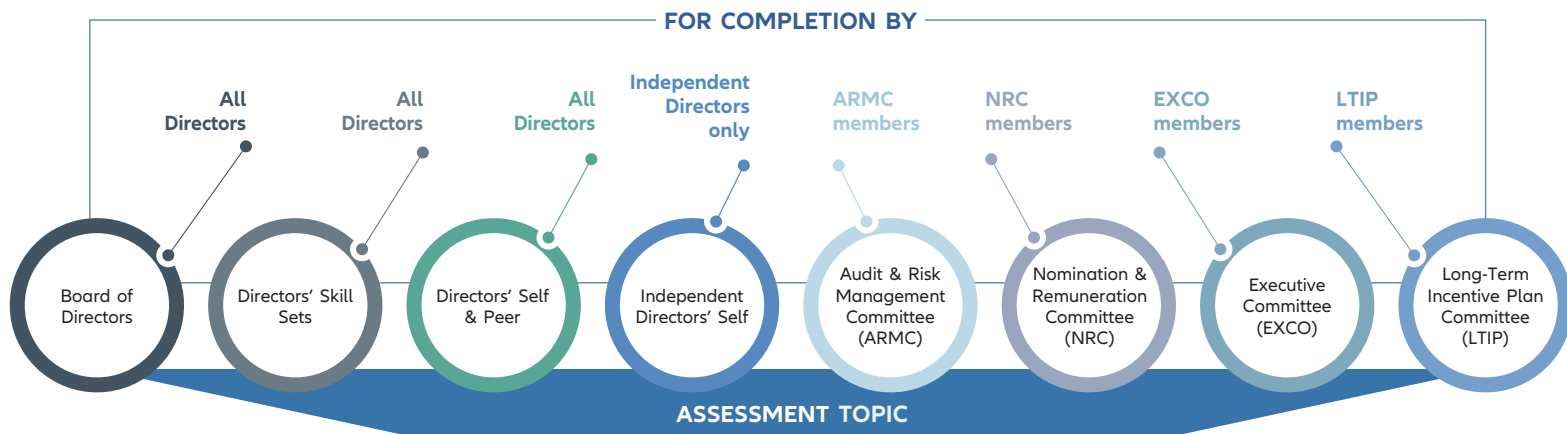 FOR COMPLETION BY
All
Directors
All
Directors
All
Directors
Independent
Directors
only
ARMC
members
NRC
members
EXCO
members
LTIP
members
Board of
Directors
Directors’ Skill
Sets
Directors’ Self
& Peer
Independent
Directors’ Self
Audit & Risk
Management
Committee
(ARMC)
Nomination &
Remuneration
Committee
(NRC)
Executive
Committee
(EXCO)
Long-Term
Incentive Plan
Committee
(LTIP)
ASSESSMENT TOPIC